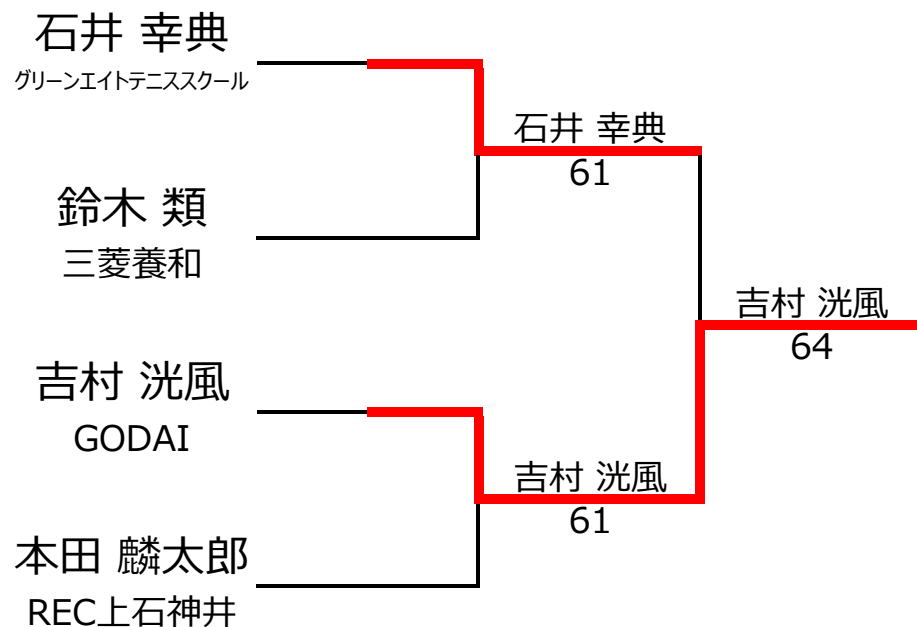 石井 幸典
グリーンエイトテニススクール
石井 幸典
61
鈴木 類
三菱養和
吉村 洸風
64
吉村 洸風
GODAI
吉村 洸風
61
本田 麟太郎
REC上石神井